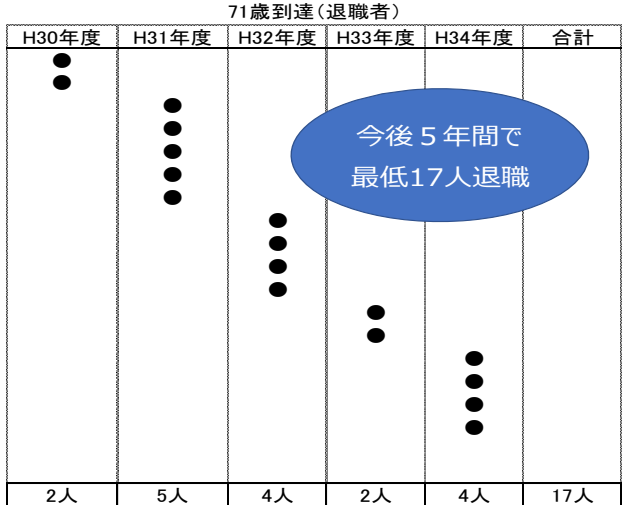 71歳到達（退職者）
H30年度 H31年度 H32年度 H33年度 H34年度 合計
今後５年間で
最低17人退職
2人 5人 4人 2人 4人 17人